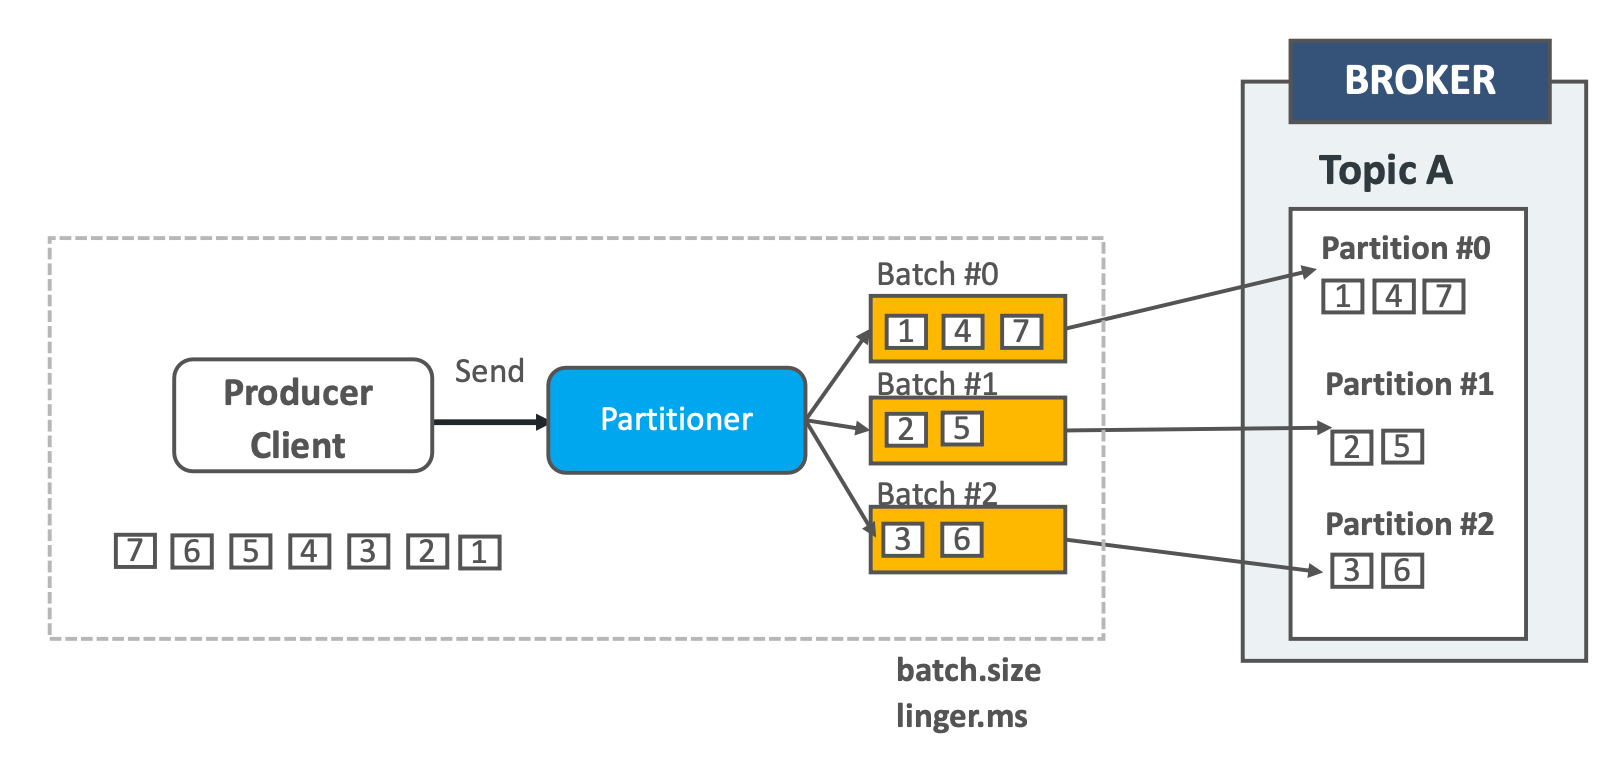 BROKER
Topic A
Producer
Client
Send
Partitioner
7 6 5 4 3 2 1
Batch #0
1 4 7
Batch #1
2 5
Batch #2
3 6
batch.size
linger.ms
Partition #0
1 4 7
Partition #1
2 5
Partition #2
3 6